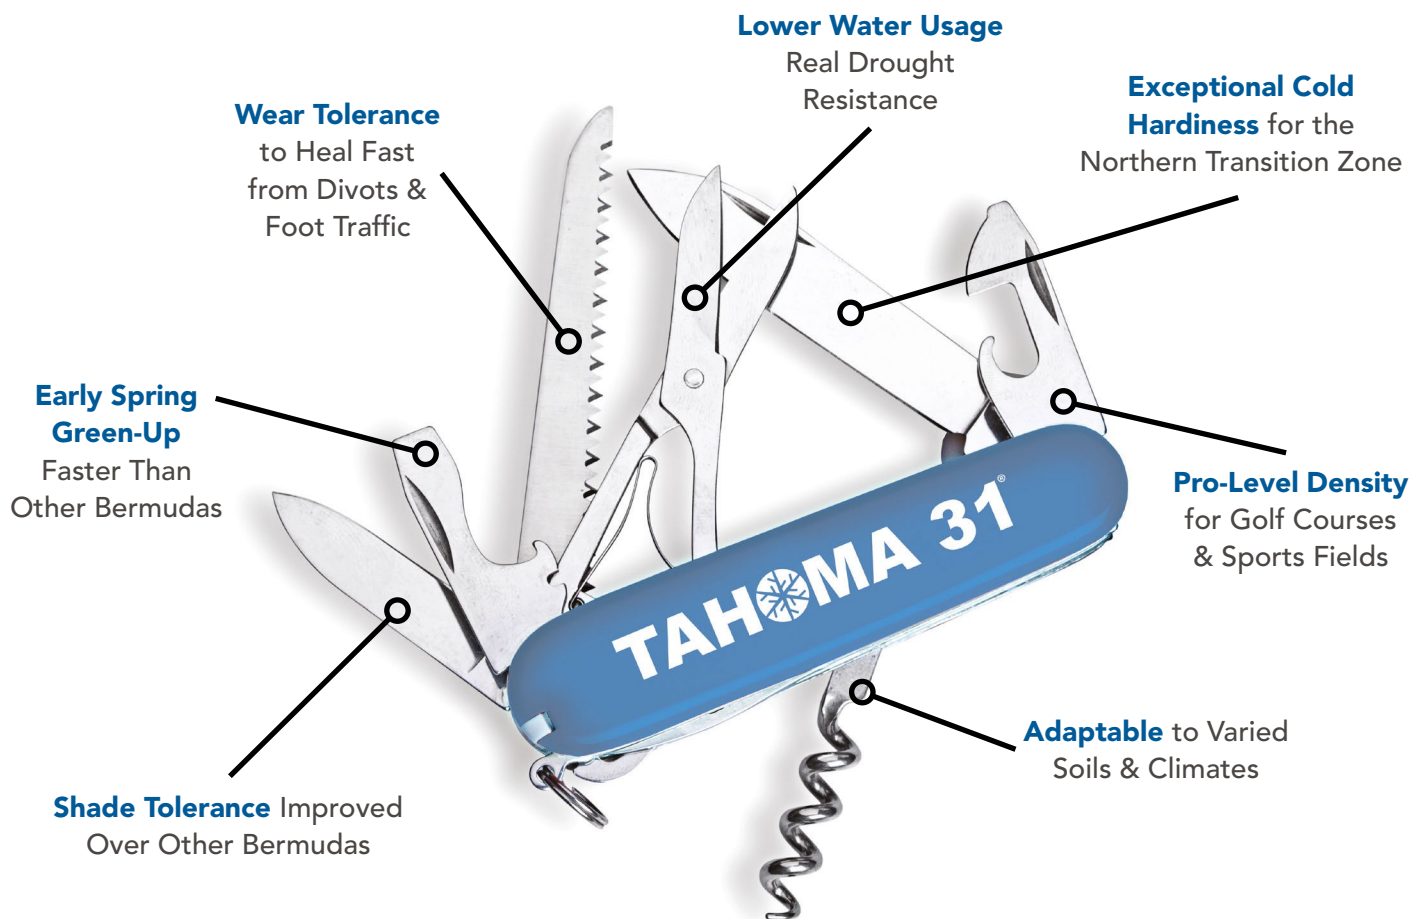 Lower Water Usage
Real Drought
Resistance
Exceptional Cold
Hardiness for the
Northern Transition Zone
Wear Tolerance
to Heal Fast
from Divots &
Foot Traffic
Early Spring
Green-Up
Faster Than
Other Bermudas
Pro-Level Density
for Golf Courses
& Sports Fields
TAHOMA 31®
Adaptable to Varied
Soils & Climates
Shade Tolerance Improved
Over Other Bermudas